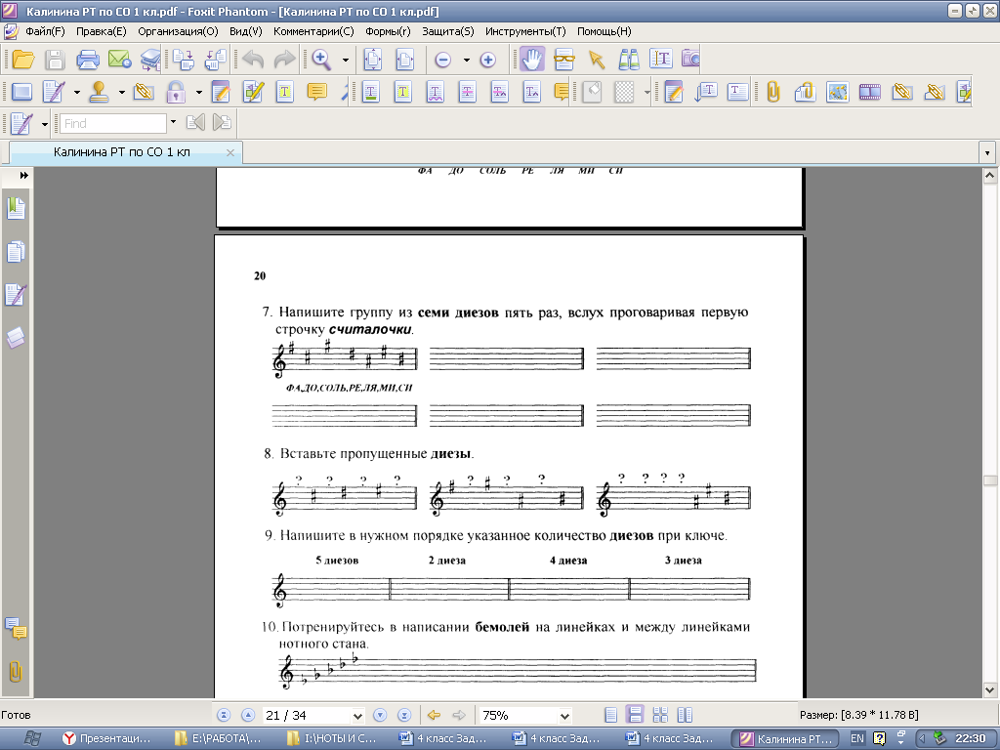 Калинина РТ по СО 1 кл.pdf - Foxit Phantom - [Калинина РТ по СО 1 кл.pdf]
Файл(F) Правка(E) Организация(O) Вид(V) Комментарии(C) Формы(r) Защита(S) Инструменты(T) Помощь(H)
Find
Калинина РТ по СО 1 кл
ФА ДО СОЛЬ РЕ ЛЯ МИ СИ
20
7. Напишите группу из семи диезов пять раз, вслух проговаривая первую
строчку считалочки.
ФА,ДО,СОЛЬ,РЕ,ЛЯ,МИ,СИ
8. Вставьте пропущенные диезы.
? ? ? ? ? ? ? ? ? ? ?
9. Напишите в нужном порядке указанное количество диезов при ключе.
5 диезов 2 диеза 4 диеза 3 диеза
10. Потренируйтесь в написании бемолей на линейках и между линейками
нотного стана.
Готово 21 / 34 75% Размер: [8.39 * 11.78 В]
Презентаци... E:\РАБОТА\... I:\НОТЫ И С... 4 класс Зад... 4 класс Зад... 4 класс Зад... Калинина РТ... EN 22:30